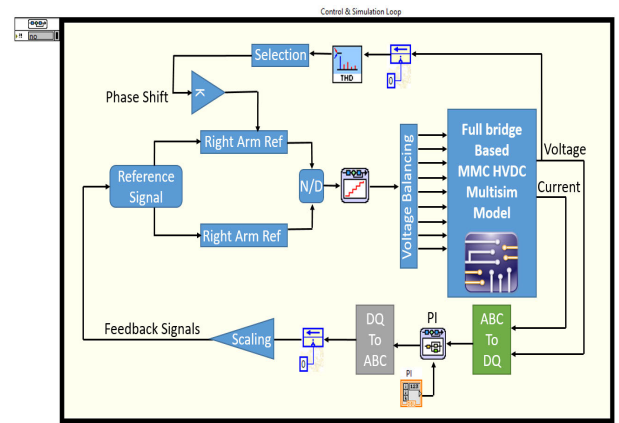 Control & Simulation Loop
no
Selection
THD
0
Phase Shift
K
Right Arm Ref
Reference
Signal
N/D
Right Arm Ref
Voltage Balancing
Full bridge
Based
MMC HVDC
Multisim
Model
Voltage
Current
Feedback Signals
Scaling
0
DQ
To
ABC
PI
PI
ABC
To
DQ